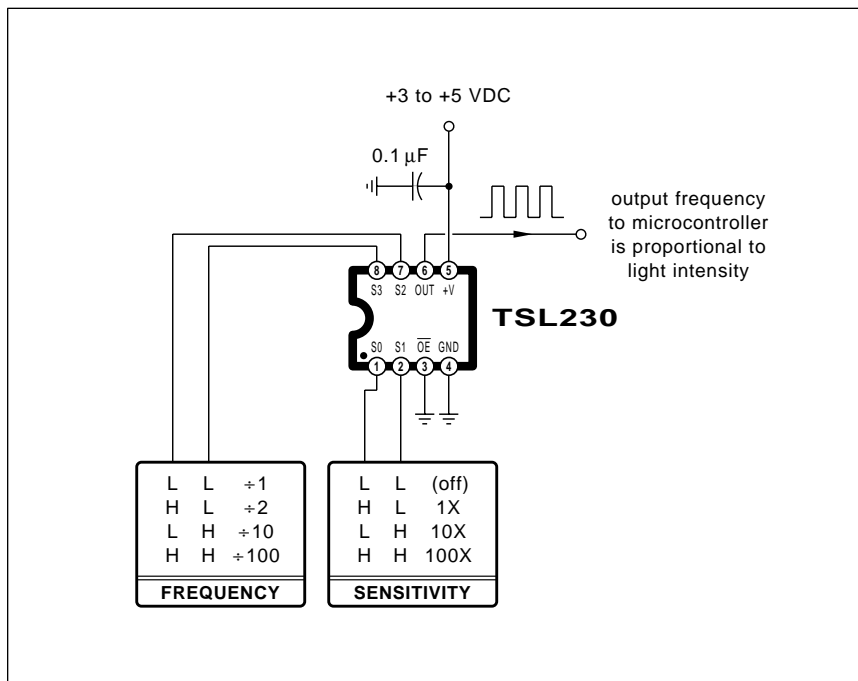 +3 to +5 VDC
0.1 µF
output frequency
to microcontroller
is proportional to
light intensity
8 7 6 5
S3 S2 OUT +V
TSL230
S0 S1 OE GND
1 2 3 4
L L ÷1
H L ÷2
L H ÷10
H H ÷100
FREQUENCY
L L (off)
H L 1X
L H 10X
H H 100X
SENSITIVITY